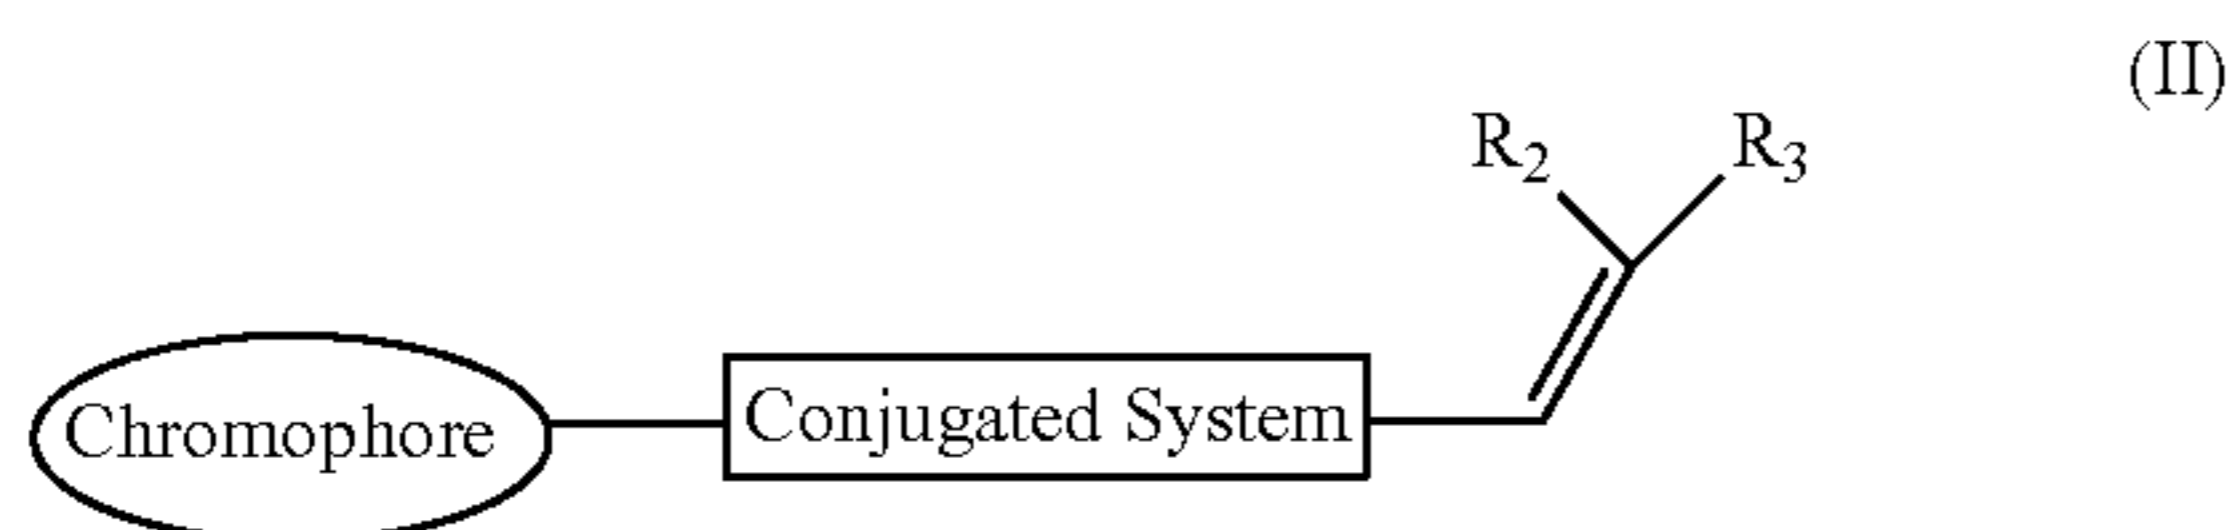 (II)
R₂ R₃
Chromophore Conjugated System